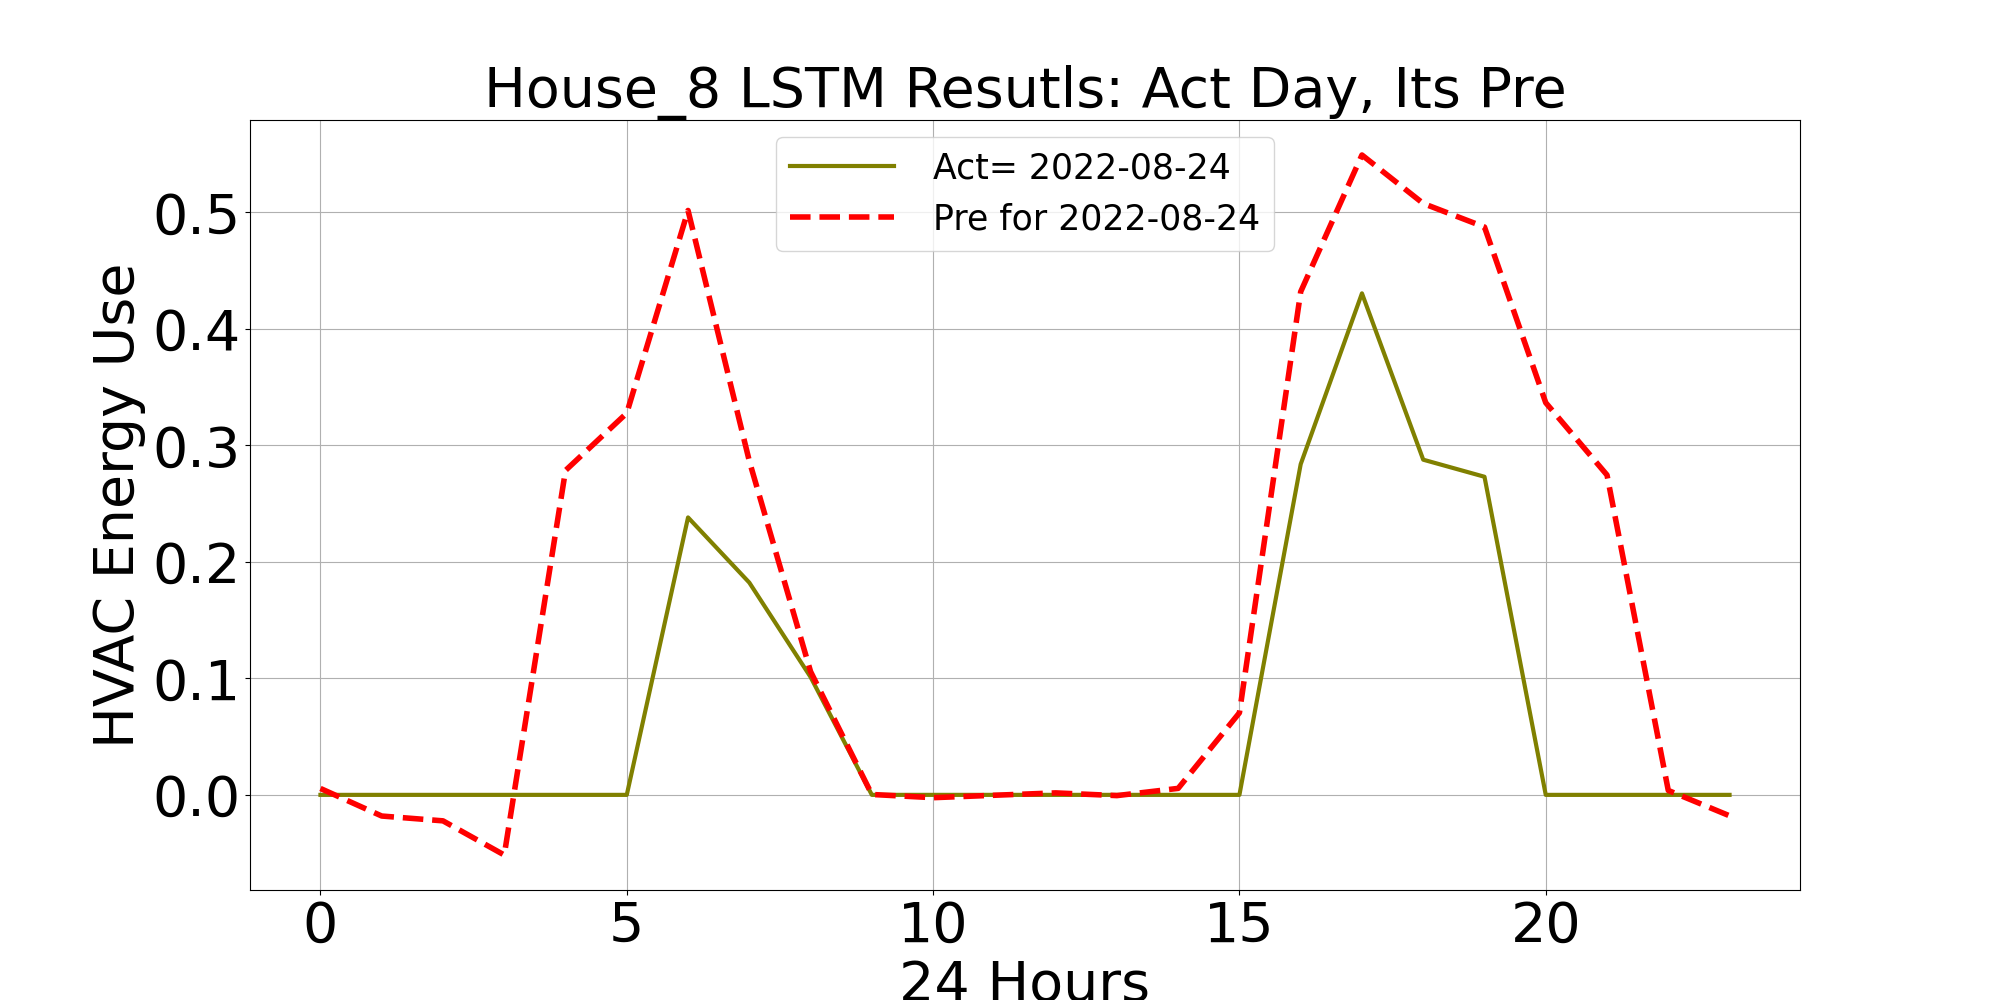 House_8 LSTM Resutls: Act Day, Its Pre
Act= 2022-08-24
Pre for 2022-08-24
HVAC Energy Use
0.5
0.4
0.3
0.2
0.1
0.0
0 5 10 15 20
24 Hours